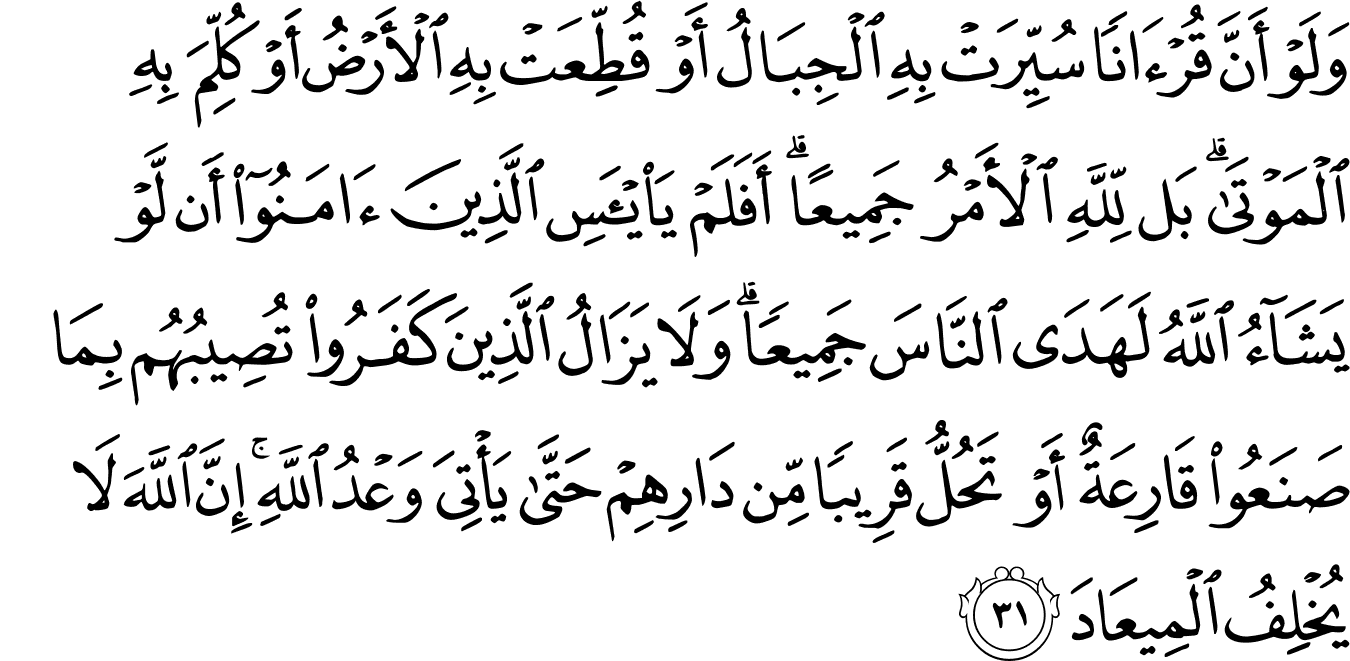 وَلَوْ أَنَّ قُرْءَانًا سُيِّرَتْ بِهِ ٱلْجِبَالُ أَوْ قُطِّعَتْ بِهِ ٱلْأَرْضُ أَوْ كُلِّمَ بِهِ
ٱلْمَوْتَىٰ ۗ بَل لِّلَّهِ ٱلْأَمْرُ جَمِيعًا ۗ أَفَلَمْ يَا۟يْـَٔسِ ٱلَّذِينَ ءَامَنُوٓا۟ أَن لَّوْ
يَشَآءُ ٱللَّهُ لَهَدَى ٱلنَّاسَ جَمِيعًا ۗ وَلَا يَزَالُ ٱلَّذِينَ كَفَرُوا۟ تُصِيبُهُم بِمَا
صَنَعُوا۟ قَارِعَةٌ أَوْ تَحُلُّ قَرِيبًا مِّن دَارِهِمْ حَتَّىٰ يَأْتِىَ وَعْدُ ٱللَّهِ ۚ إِنَّ ٱللَّهَ لَا
يُخْلِفُ ٱلْمِيعَادَ ٣١